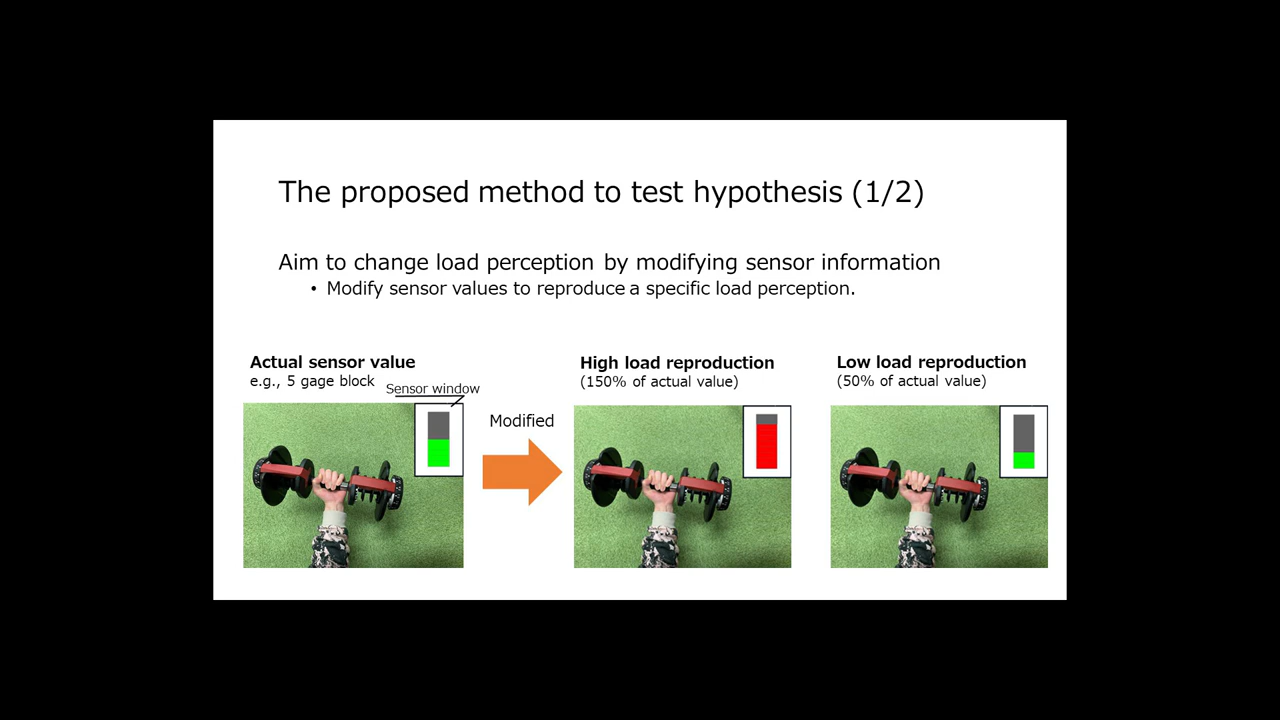 The proposed method to test hypothesis (1/2)
Aim to change load perception by modifying sensor information
• Modify sensor values to reproduce a specific load perception.
Actual sensor value
e.g., 5 gage block
Sensor window
Modified
High load reproduction
(150% of actual value)
Low load reproduction
(50% of actual value)